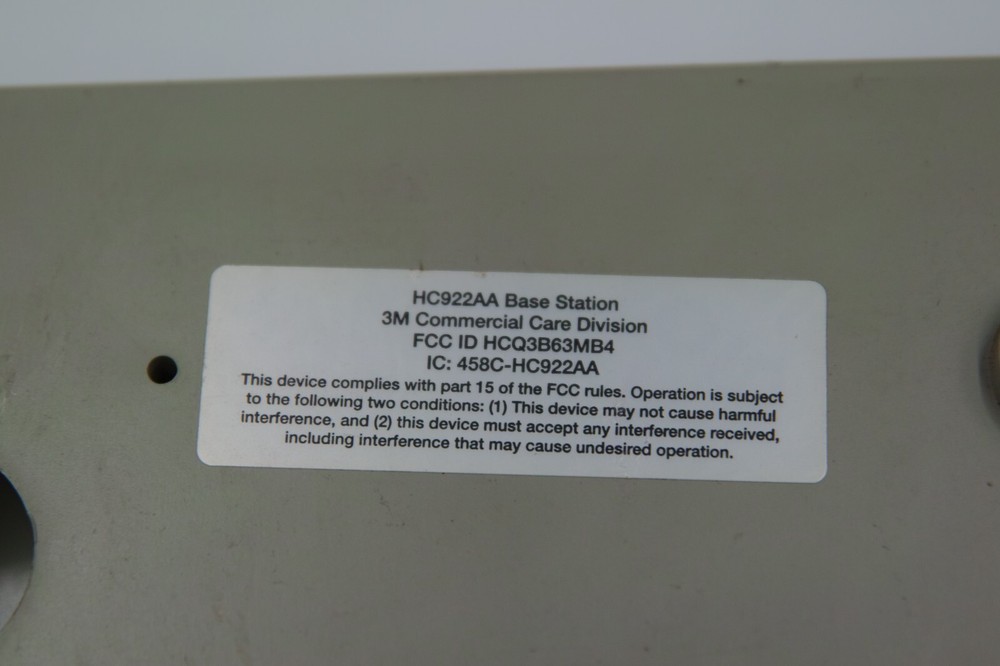 HC922AA Base Station
3M Commercial Care Division
FCC ID HCQ3B63MB4
IC: 458C-HC922AA
This device complies with part 15 of the FCC rules. Operation is subject
to the following two conditions: (1) This device may not cause harmful
interference, and (2) this device must accept any interference received,
including interference that may cause undesired operation.